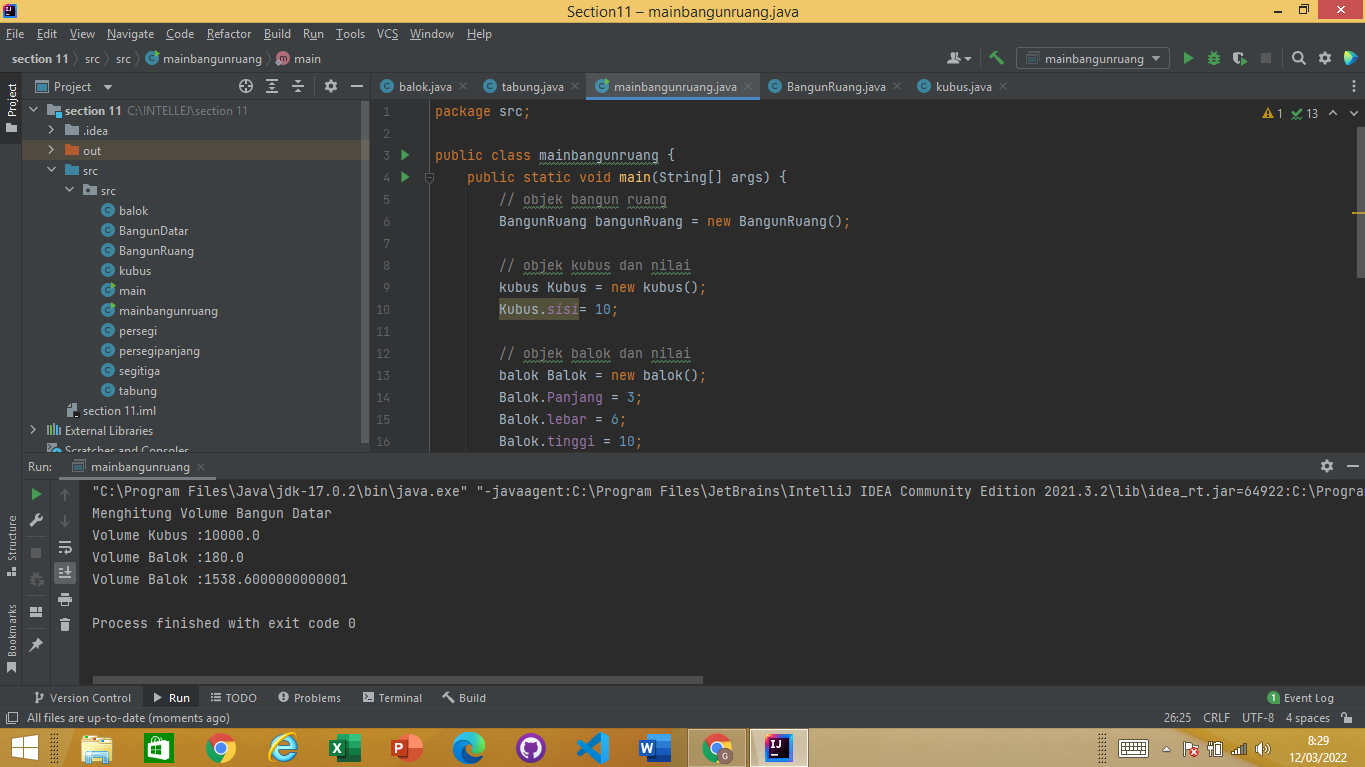 Section11 – mainbangunruang.java
File Edit View Navigate Code Refactor Build Run Tools VCS Window Help
section 11 src src mainbangunruang main
mainbangunruang
Project
Project
balok.java tabung.java mainbangunruang.java BangunRuang.java kubus.java
section 11 C:\INTELLEJ\section 11
.idea
out
src
src
balok
BangunDatar
BangunRuang
kubus
main
mainbangunruang
persegi
persegipanjang
segitiga
tabung
section 11.iml
External Libraries
Scratches and Consoles
1 13
1 package src;
2
3 public class mainbangunruang {
4 public static void main(String[] args) {
5 // objek bangun ruang
6 BangunRuang bangunRuang = new BangunRuang();
7
8 // objek kubus dan nilai
9 kubus Kubus = new kubus();
10 Kubus.sisi= 10;
11
12 // objek balok dan nilai
13 balok Balok = new balok();
14 Balok.Panjang = 3;
15 Balok.lebar = 6;
16 Balok.tinggi = 10;
Run: mainbangunruang
"C:\Program Files\Java\jdk-17.0.2\bin\java.exe" "-javaagent:C:\Program Files\JetBrains\IntelliJ IDEA Community Edition 2021.3.2\lib\idea_rt.jar=64922:C:\Progra
Menghitung Volume Bangun Datar
Volume Kubus :10000.0
Volume Balok :180.0
Volume Balok :1538.6000000000001
Process finished with exit code 0
Structure
Bookmarks
Version Control Run TODO Problems Terminal Build 1 Event Log
All files are up-to-date (moments ago) 26:25 CRLF UTF-8 4 spaces
8:29
12/03/2022